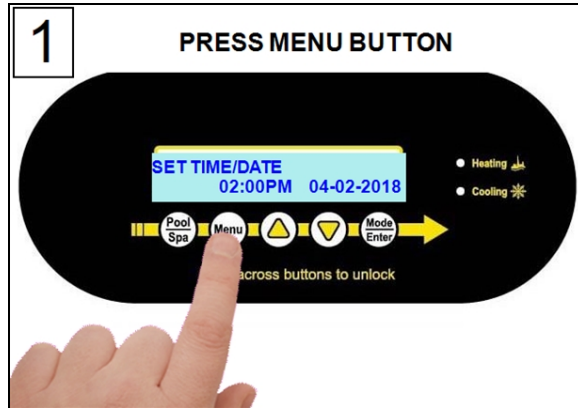 1
PRESS MENU BUTTON
SET TIME/DATE
02:00PM 04-02-2018
Heating
Cooling
Pool
Spa
Menu
Mode
Enter
across buttons to unlock